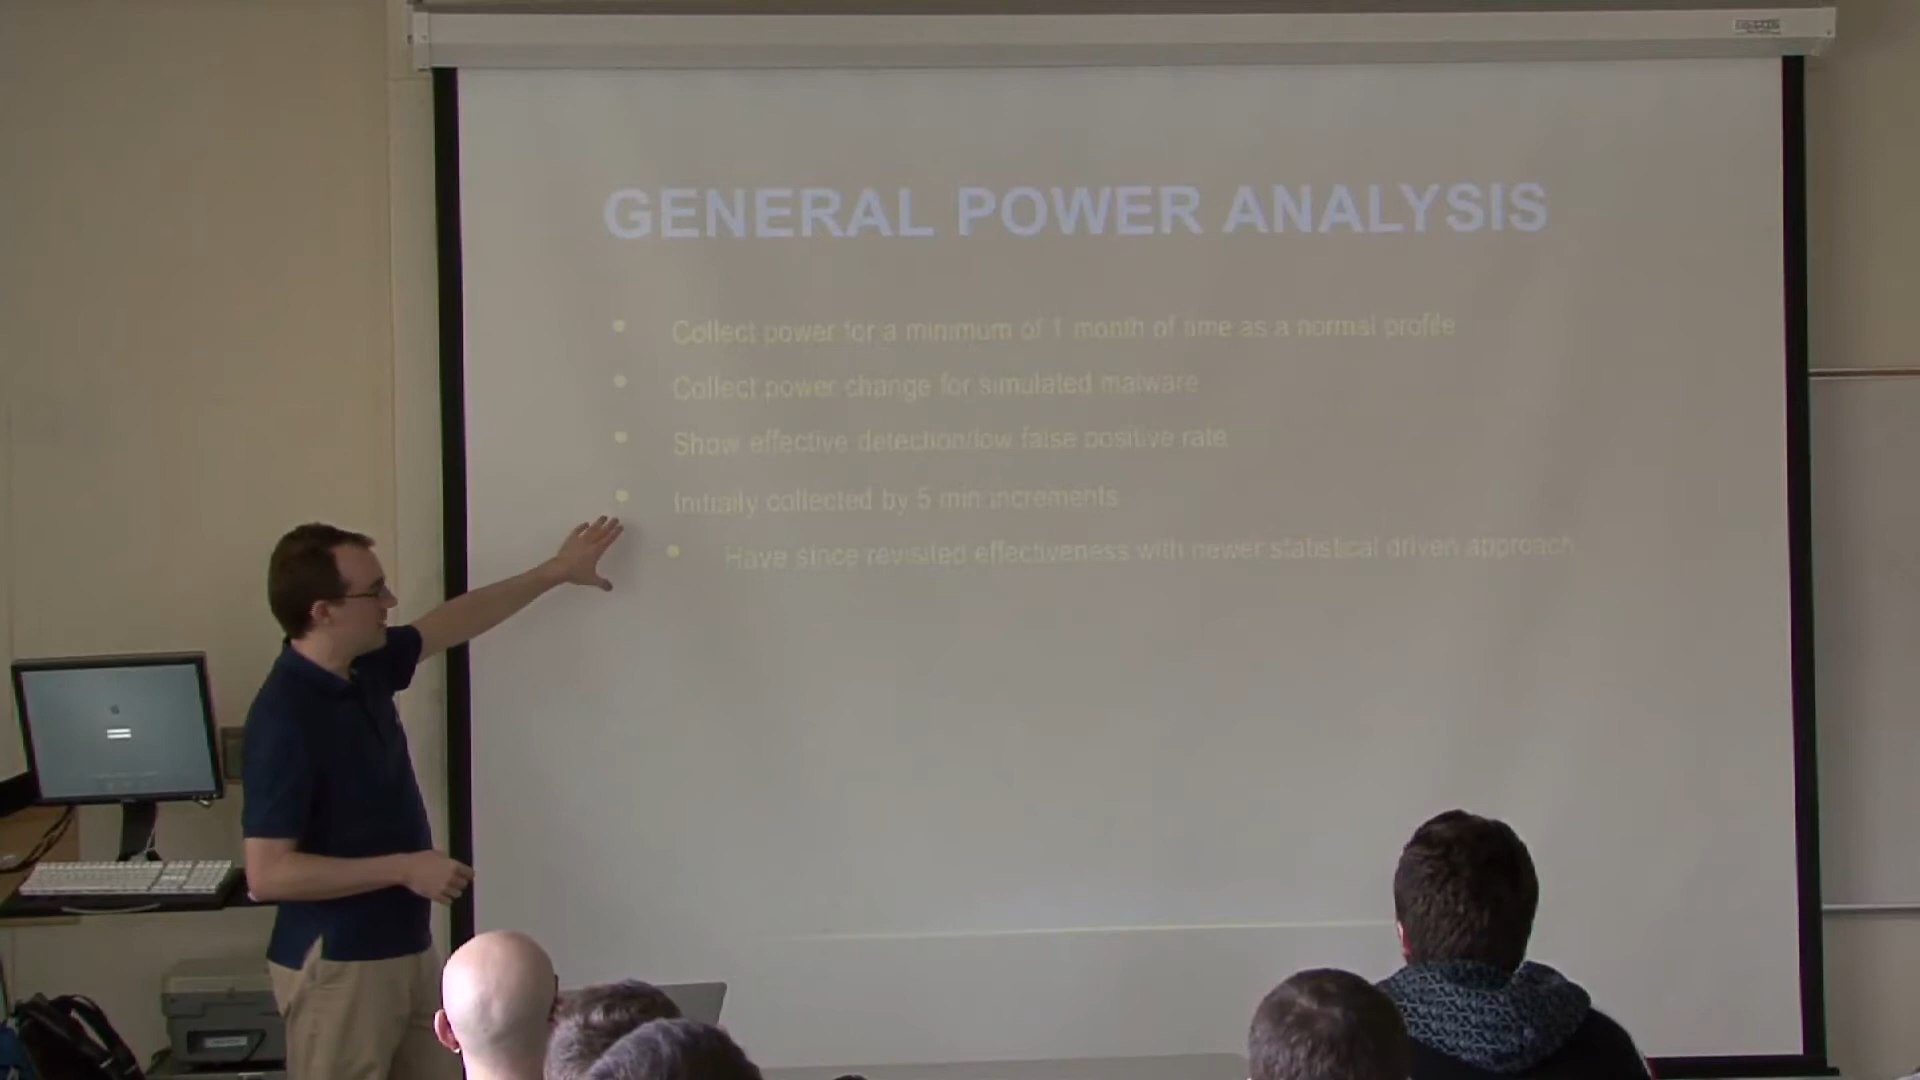 GENERAL POWER ANALYSIS
Collect power for a minimum of 1 month of time as a normal profile
Collect power change for simulated malware
Show effective detection/low false positive rate
Initially collected by 5 min increments
Have since revisited effectiveness with newer statistical driven approach